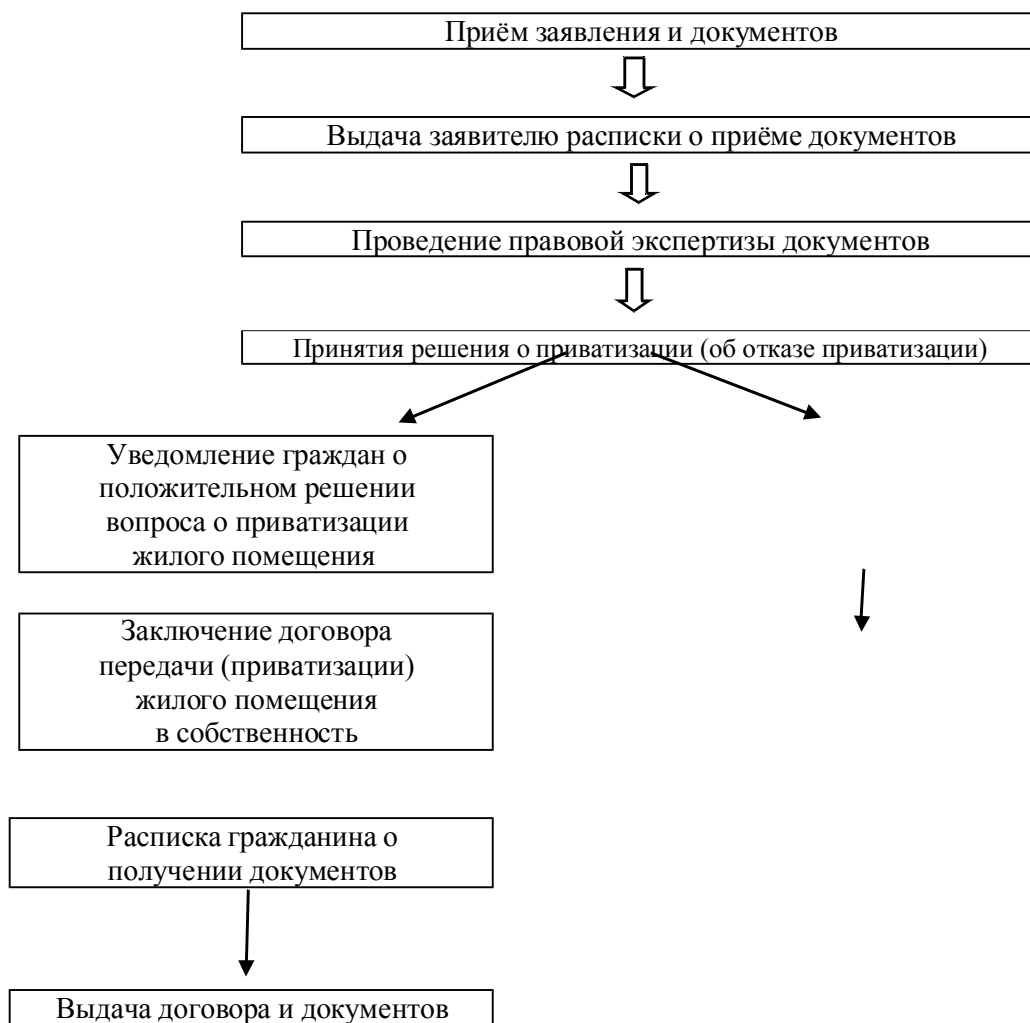 Приём заявления и документов
Выдача заявителю расписки о приёме документов
Проведение правовой экспертизы документов
Принятия решения о приватизации (об отказе приватизации)
Уведомление граждан о
положительном решении
вопроса о приватизации
жилого помещения
Заключение договора
передачи (приватизации)
жилого помещения
в собственность
Расписка гражданина о
получении документов
Выдача договора и документов